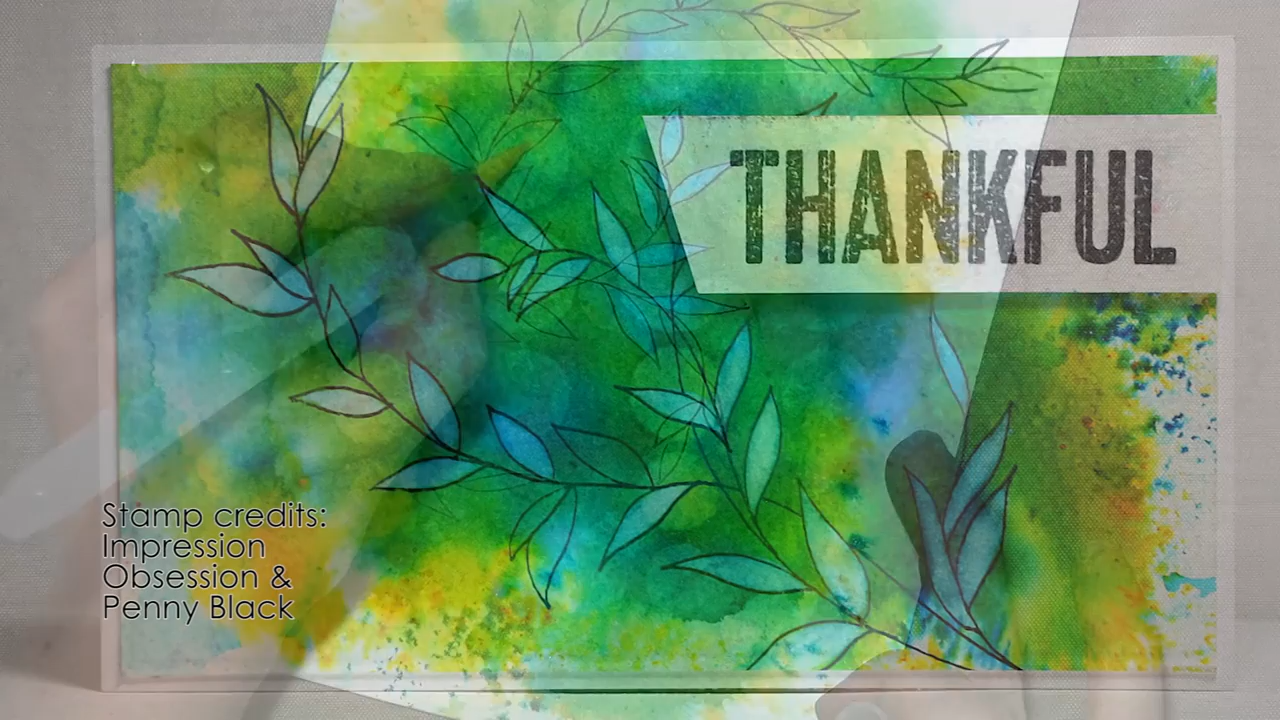 THANKFUL
Stamp credits:
Impression
Obsession &
Penny Black